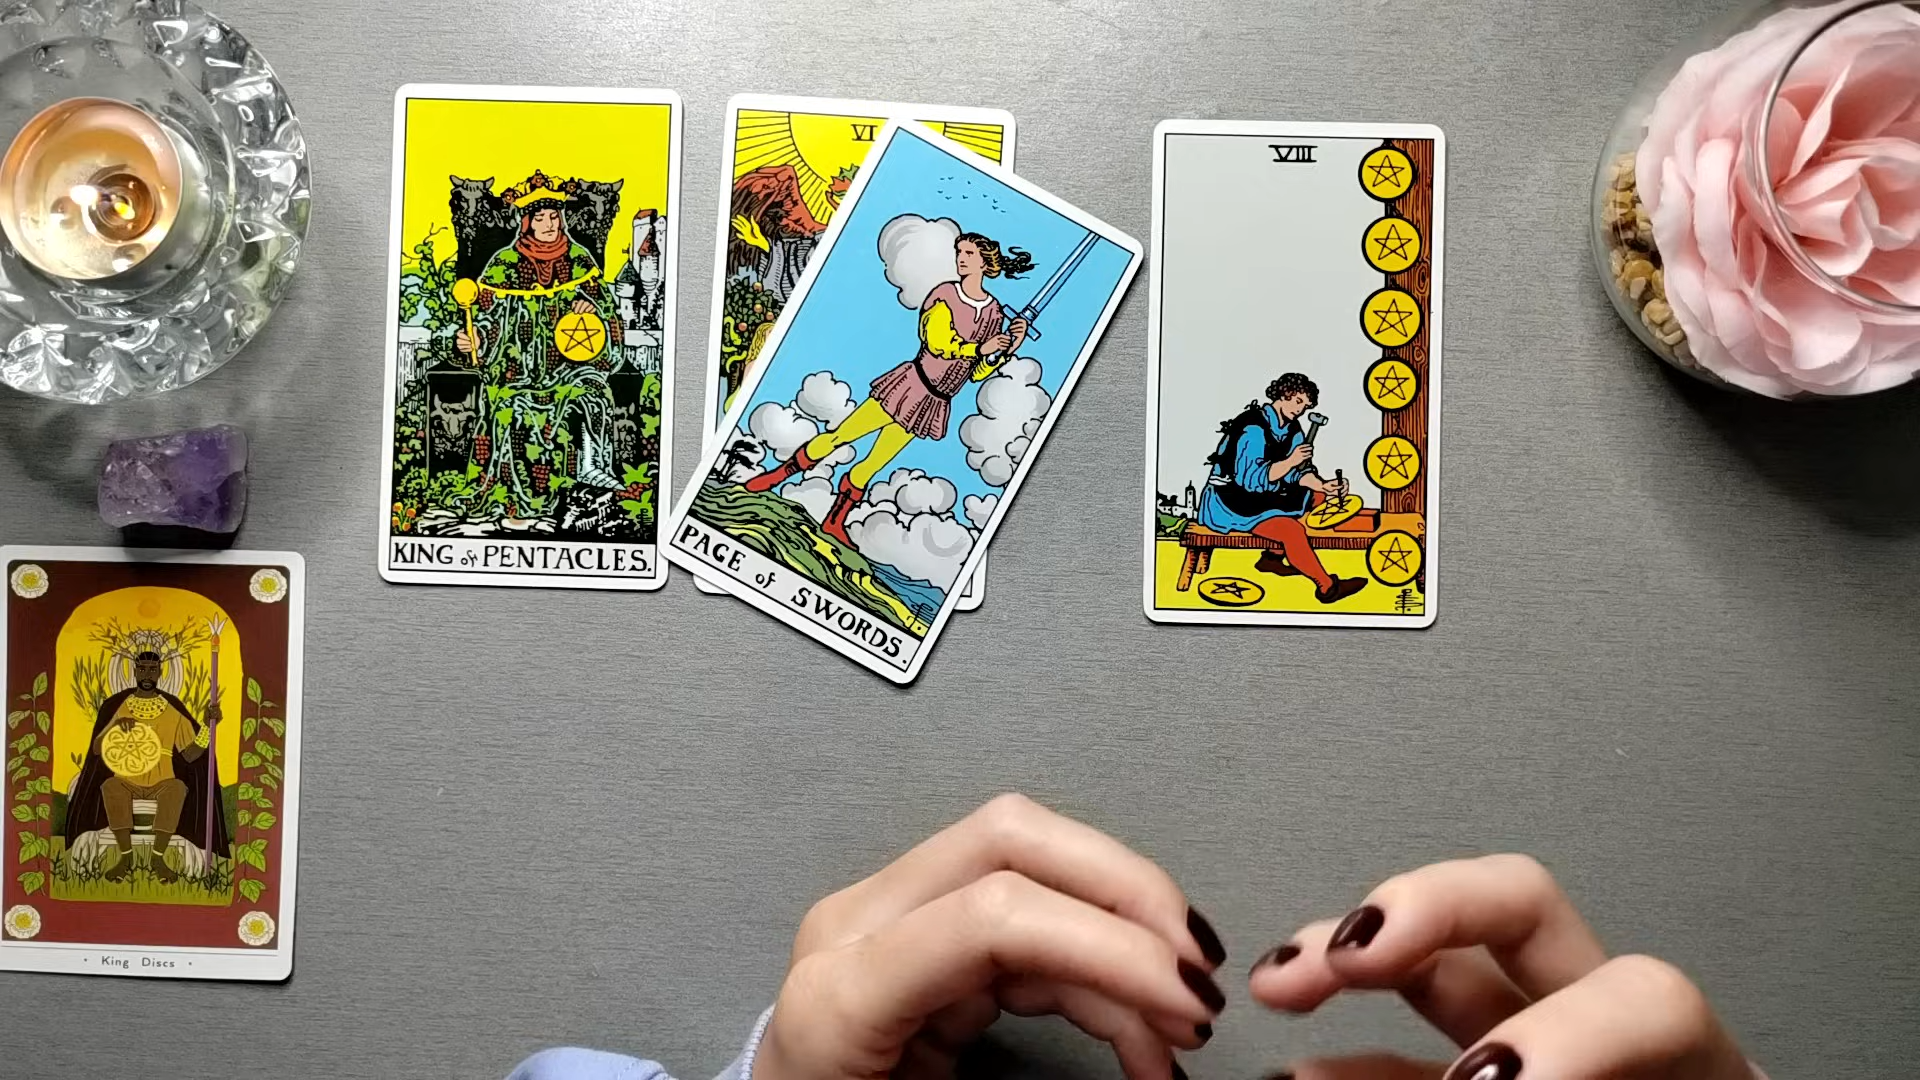 KING of PENTACLES.
VI
PAGE of SWORDS.
VIII
• King Discs •